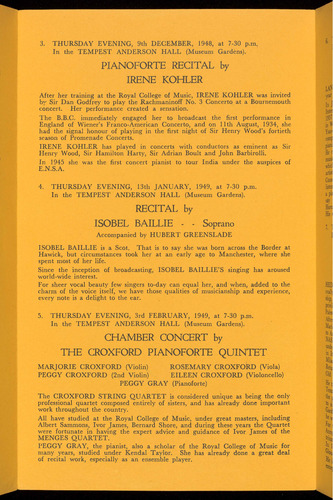 3. THURSDAY EVENING, 9th DECEMBER, 1948, at 7-30 p.m.
In the TEMPEST ANDERSON HALL (Museum Gardens).
PIANOFORTE RECITAL by
IRENE KOHLER
After her training at the Royal College of Music, IRENE KOHLER was invited
by Sir Dan Godfrey to play the Rachmaninoff No. 3 Concerto at a Bournemouth
concert. Her performance created a sensation.
The B.B.C. immediately engaged her to broadcast the first performance in
England of Wiener's Franco-American Concerto, and on 11th August, 1934, she
had the signal honour of playing in the first night of Sir Henry Wood's fortieth
season of Promenade Concerts.
IRENE KOHLER has played in concerts with conductors as eminent as Sir
Henry Wood, Sir Hamilton Harty, Sir Adrian Boult and John Barbirolli.
In 1945 she was the first concert pianist to tour India under the auspices of
E.N.S.A.
4. THURSDAY EVENING, 13th JANUARY, 1949, at 7-30 p.m.
In the TEMPEST ANDERSON HALL (Museum Gardens).
RECITAL by
ISOBEL BAILLIE - - Soprano
Accompanied by HUBERT GREENSLADE
ISOBEL BAILLIE is a Scot. That is to say she was born across the Border at
Hawick, but circumstances took her at an early age to Manchester, where she
spent most of her life.
Since the inception of broadcasting, ISOBEL BAILLIE'S singing has aroused
world-wide interest.
For sheer vocal beauty few singers to-day can equal her, and when, added to the
charm of the voice itself, we have those qualities of musicianship and experience,
every note is a delight to the ear.
5. THURSDAY EVENING, 3rd FEBRUARY, 1949, at 7-30 p.m.
In the TEMPEST ANDERSON HALL (Museum Gardens).
CHAMBER CONCERT by
THE CROXFORD PIANOFORTE QUINTET
MARJORIE CROXFORD (Violin) ROSEMARY CROXFORD (Viola)
PEGGY CROXFORD (2nd Violin) EILEEN CROXFORD (Violoncello)
PEGGY GRAY (Pianoforte)
The CROXFORD STRING QUARTET is considered unique as being the only
professional quartet composed entirely of sisters, and has already done important
work throughout the country.
All have studied at the Royal College of Music, under great masters, including
Albert Sammons, Ivor James, Bernard Shore, and during these years the Quartet
were fortunate in having the expert advice and guidance of Ivor James of the
MENGES QUARTET.
PEGGY GRAY, the pianist, also a scholar of the Royal College of Music for
many years, studied under Kendal Taylor. She has already done a great deal
of recital work, especially as an ensemble player.